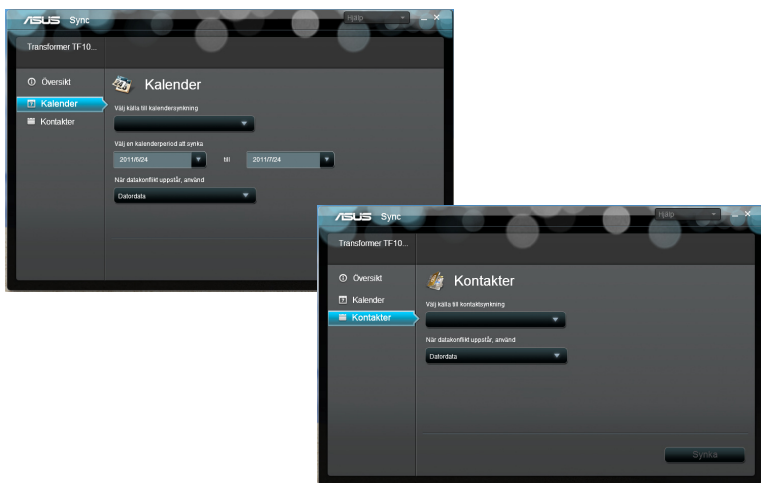 ASUS Sync
Hjälp
Transformer TF10...
Översikt
Kalender
Kontakter
Kalender
Välj källa till kalendersynkning
Välj en kalenderperiod att synka
2011/6/24 till 2011/7/24
När datakonflikt uppstår, använd
Datordata
ASUS Sync
Hjälp
Transformer TF10...
Översikt
Kalender
Kontakter
Kontakter
Välj källa till kontaktsynkning
När datakonflikt uppstår, använd
Datordata
Synka